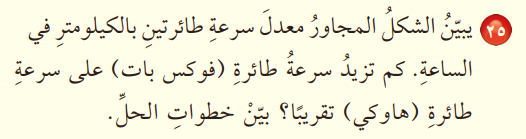 ٢٥ يبيّنُ الشكلُ المجاورُ معدلَ سرعةِ طائرتينِ بالكيلومترِ في
الساعةِ. كم تزيدُ سرعةُ طائرةِ (فوكس بات) على سرعةِ
طائرةِ (هاوكي) تقريبًا؟ بيّنْ خطواتِ الحلِّ.